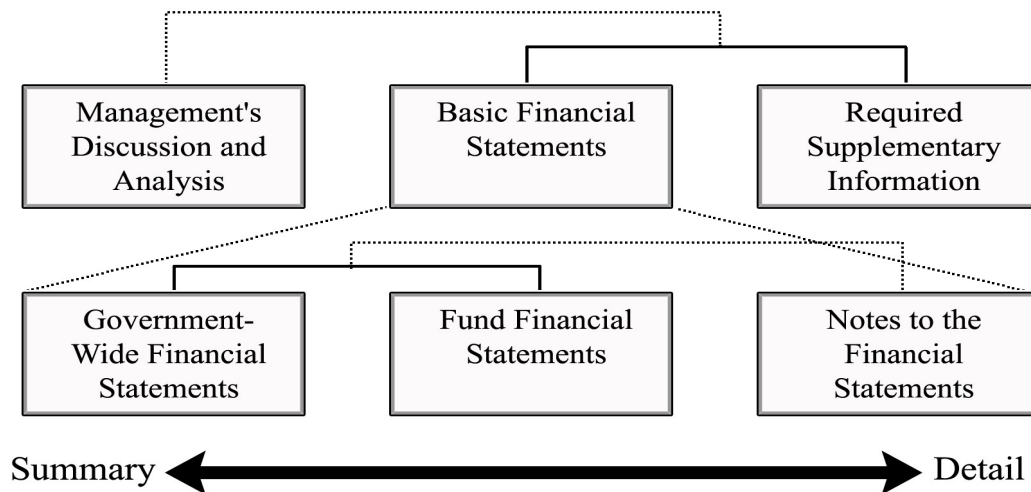 Management's
Discussion and
Analysis
Basic Financial
Statements
Required
Supplementary
Information
Government-
Wide Financial
Statements
Fund Financial
Statements
Notes to the
Financial
Statements
Summary
Detail